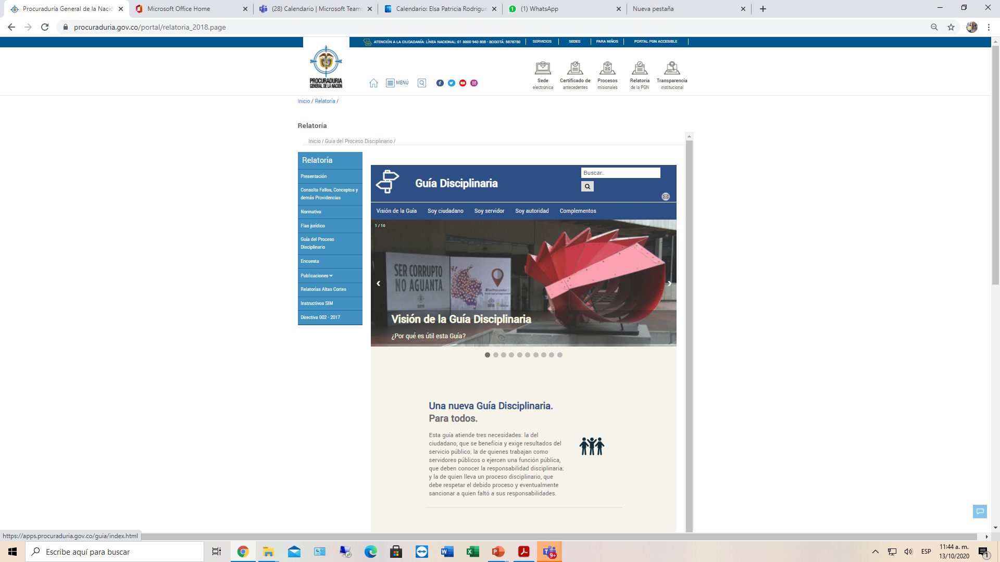 Procuraduría General de la Nació
Microsoft Office Home
(28) Calendario | Microsoft Teams
Calendario: Elsa Patricia Rodrigue
(1) WhatsApp
Nueva pestaña
procuraduria.gov.co/portal/relatoria_2018.page
ATENCIÓN A LA CIUDADANÍA: LÍNEA NACIONAL: 01 8000 940 808 - BOGOTÁ: 5878750
SERVICIOS
SEDES
PARA NIÑOS
PORTAL PGN ACCESIBLE
PROCURADURIA
GENERAL DE LA NACION
MENÚ
Sede
electrónica
Certificado de
antecedentes
Procesos
misionales
Relatoría
de la PGN
Transparencia
institucional
Inicio / Relatoría /
Relatoría
Inicio / Guía del Proceso Disciplinario /
Relatoría
Presentación
Consulta Fallos, Conceptos y
demás Providencias
Normativa
Flas jurídico
Guía del Proceso
Disciplinario
Encuesta
Publicaciones
Relatorías Altas Cortes
Instructivos SIM
Directiva 002 - 2017
Guía Disciplinaria
Buscar..
Visión de la Guía
Soy ciudadano
Soy servidor
Soy autoridad
Complementos
1 / 10
SER CORRUPTO
NO AGUANTA.
Visión de la Guía Disciplinaria
¿Por qué es útil esta Guía?
Una nueva Guía Disciplinaria.
Para todos.
Esta guía atiende tres necesidades: la del
ciudadano, que se beneficia y exige resultados del
servicio público; la de quienes trabajan como
servidores públicos o ejercen una función pública,
que deben conocer la responsabilidad disciplinaria;
y la de quien lleva un proceso disciplinario, que
debe respetar el debido proceso y eventualmente
sancionar a quien faltó a sus responsabilidades.
https://apps.procuraduria.gov.co/guia/index.html
Escribe aquí para buscar
9+
ESP
11:44 a. m.
13/10/2020
1